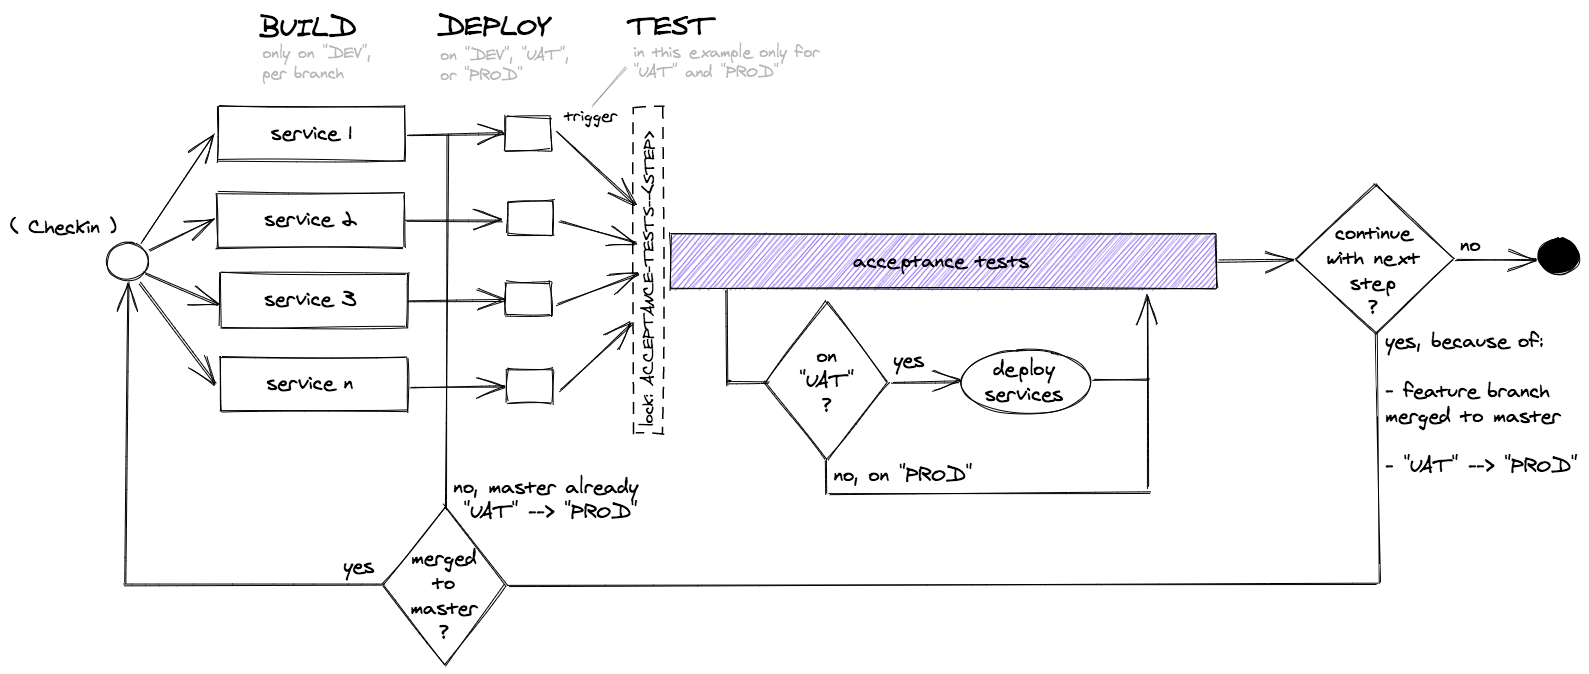 BUILD
only on "DEV",
per branch
DEPLOY
on "DEV", "UAT",
or "PROD"
TEST
in this example only for
"UAT" and "PROD"
trigger
( Checkin )
service 1
service 2
service 3
service n
lock: ACCEPTANCE-TESTS--<STEP>
acceptance tests
continue
with next
step
?
no
yes, because of:
- feature branch
merged to master
- "UAT" --> "PROD"
on
"UAT"
?
yes
deploy
services
no, on "PROD"
no, master already
"UAT" --> "PROD"
merged
to
master
?
yes